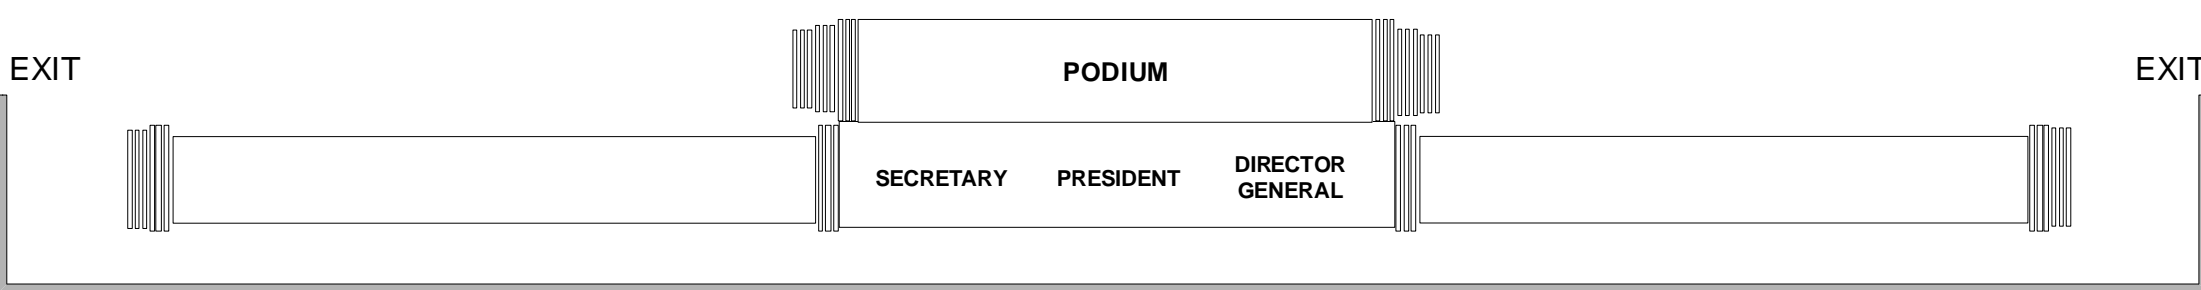 EXIT
PODIUM
EXIT
SECRETARY
PRESIDENT
DIRECTOR
GENERAL